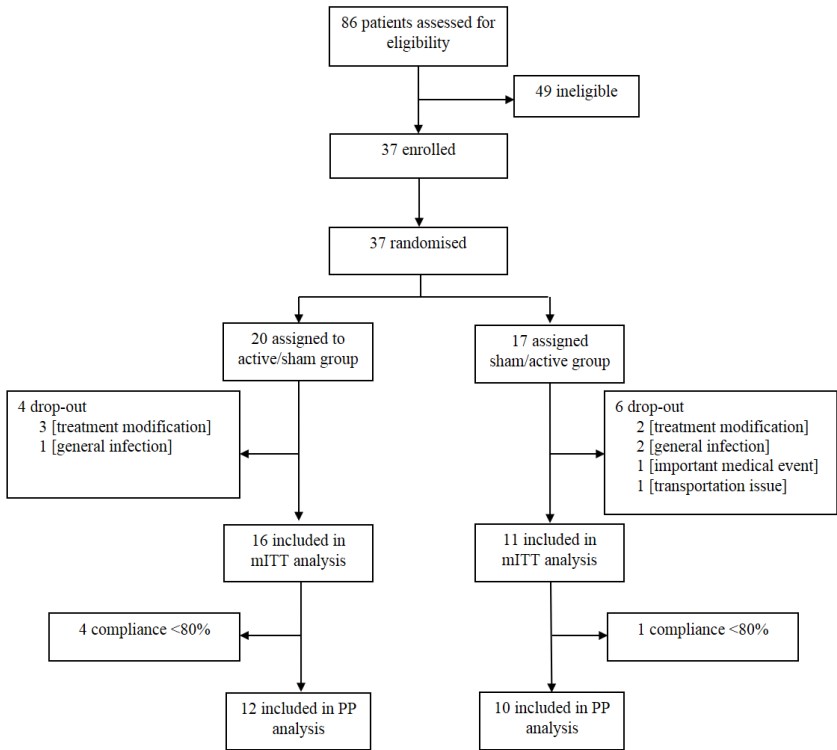 86 patients assessed for
eligibility
49 ineligible
37 enrolled
37 randomised
20 assigned to
active/sham group
17 assigned
sham/active group
4 drop-out
3 [treatment modification]
1 [general infection]
6 drop-out
2 [treatment modification]
2 [general infection]
1 [important medical event]
1 [transportation issue]
16 included in
mITT analysis
11 included in
mITT analysis
4 compliance <80%
1 compliance <80%
12 included in PP
analysis
10 included in PP
analysis